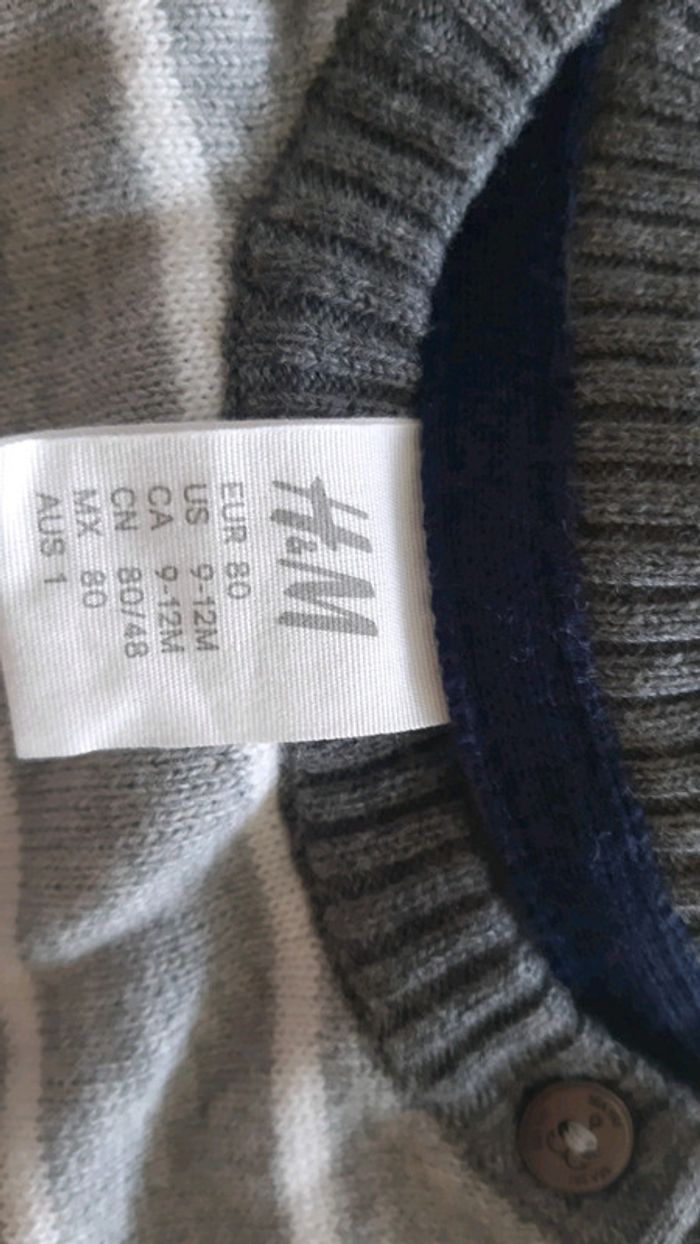 H&M
EUR 80
US 9-12M
CA 9-12M
CN 80/48
MX 80
AUS 1